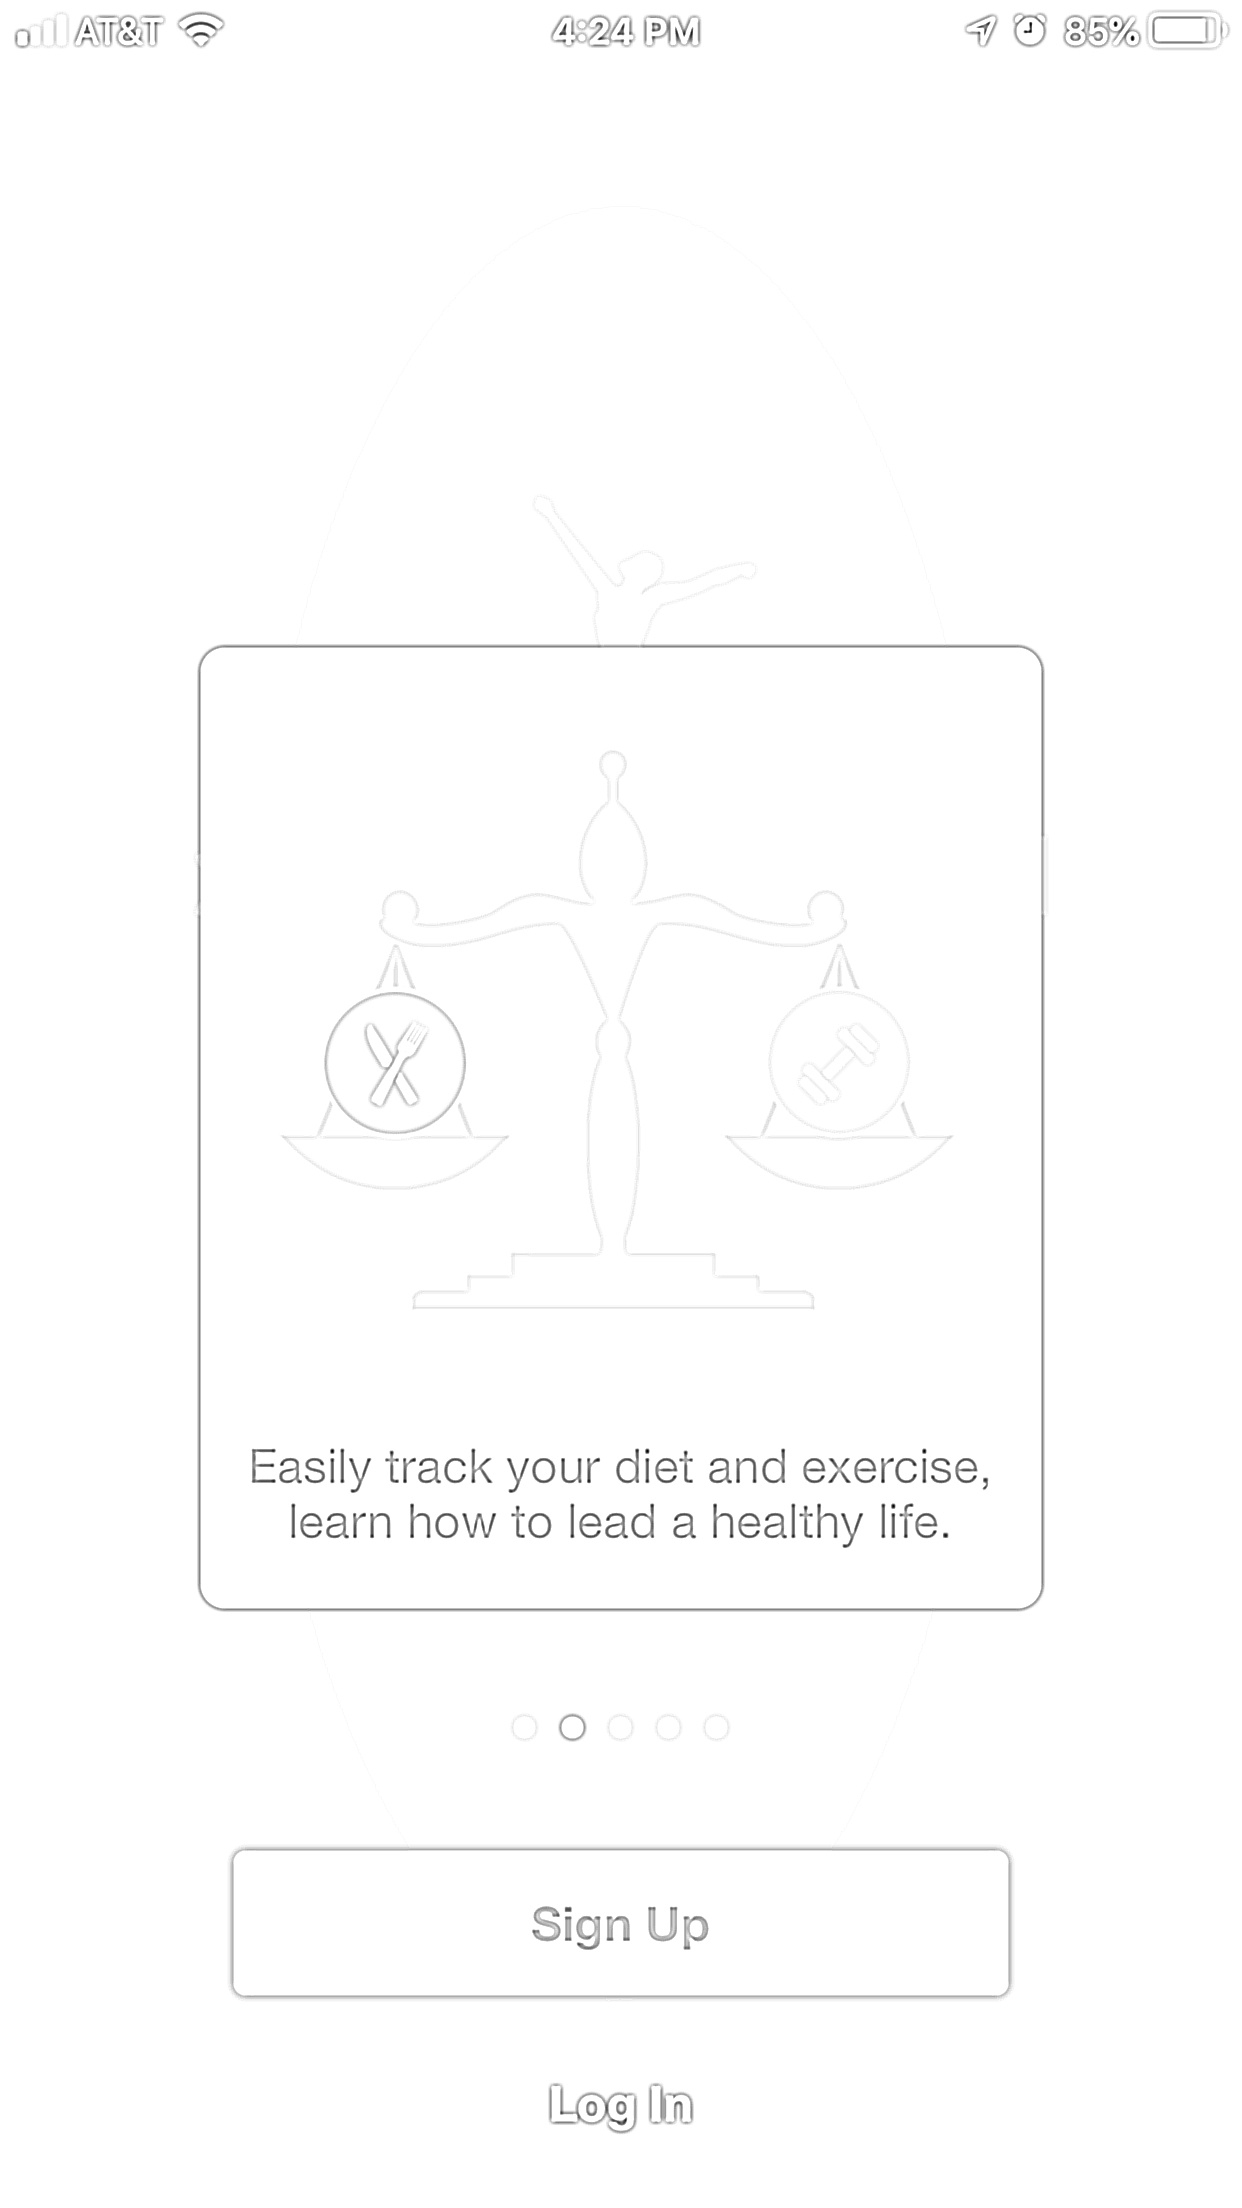 AT&T 4:24 PM 85%
Easily track your diet and exercise,
learn how to lead a healthy life.
Sign Up
Log In